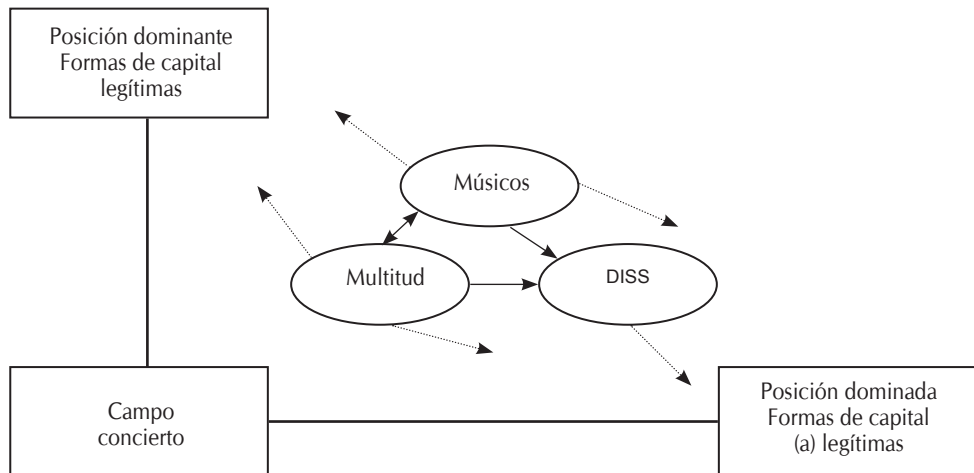 Posición dominante
Formas de capital
legítimas
Músicos
Multitud
DISS
Campo
concierto
Posición dominada
Formas de capital
(a) legítimas